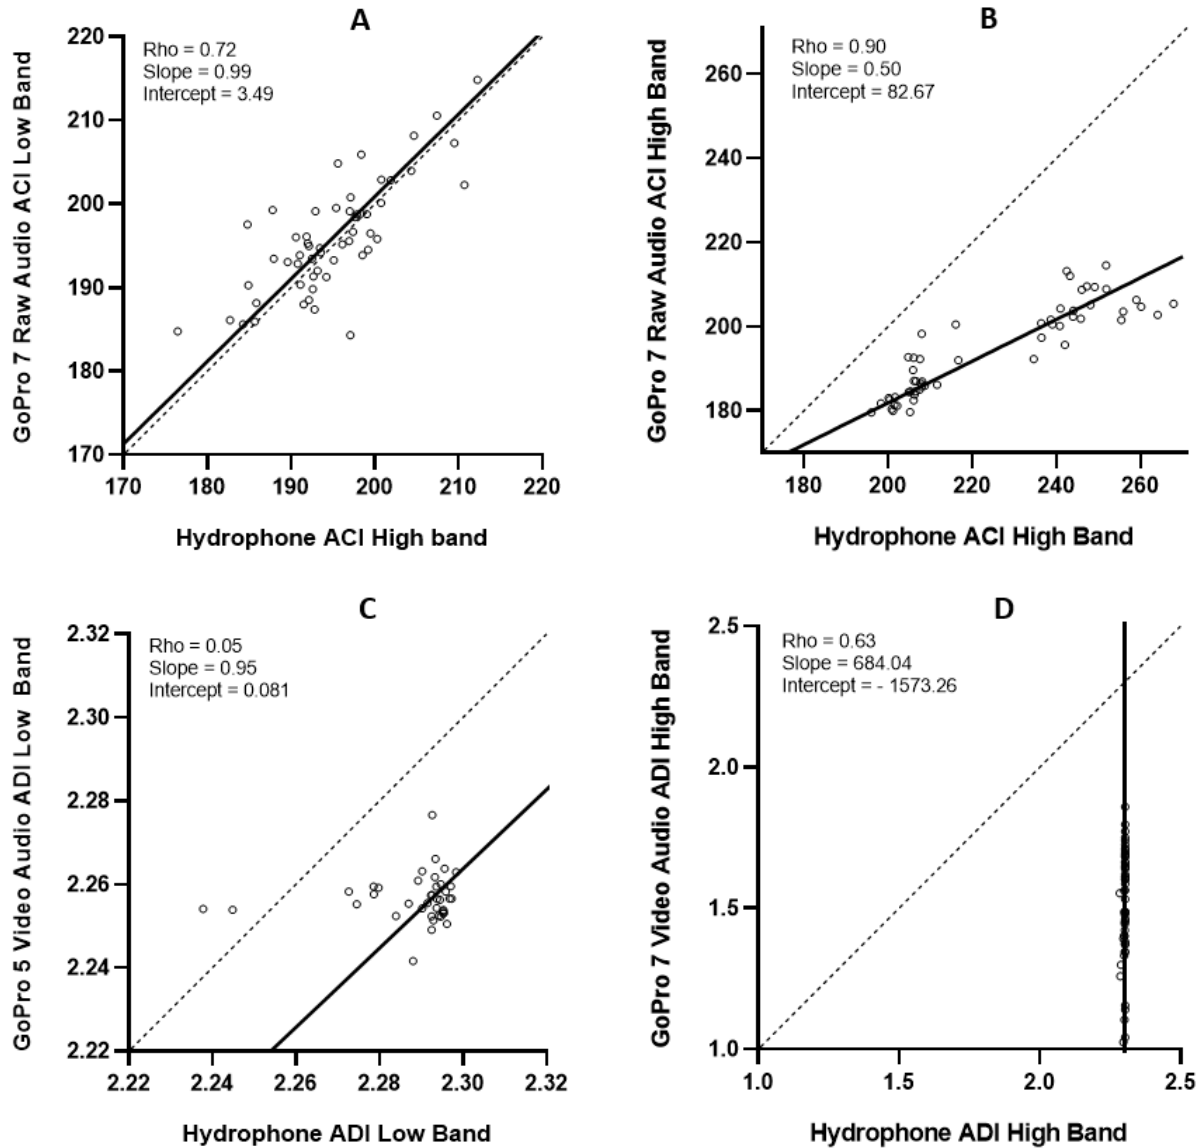 A
Rho = 0.72
Slope = 0.99
Intercept = 3.49
GoPro 7 Raw Audio ACI Low Band
220
210
200
190
180
170
170 180 190 200 210 220
Hydrophone ACI High band
B
Rho = 0.90
Slope = 0.50
Intercept = 82.67
GoPro 7 Raw Audio ACI High Band
260
240
220
200
180
180 200 220 240 260
Hydrophone ACI High Band
C
Rho = 0.05
Slope = 0.95
Intercept = 0.081
GoPro 5 Video Audio ADI Low Band
2.32
2.30
2.28
2.26
2.24
2.22
2.22 2.24 2.26 2.28 2.30 2.32
Hydrophone ADI Low Band
D
Rho = 0.63
Slope = 684.04
Intercept = - 1573.26
GoPro 7 Video Audio ADI High Band
2.5
2.0
1.5
1.0
1.0 1.5 2.0 2.5
Hydrophone ADI High Band